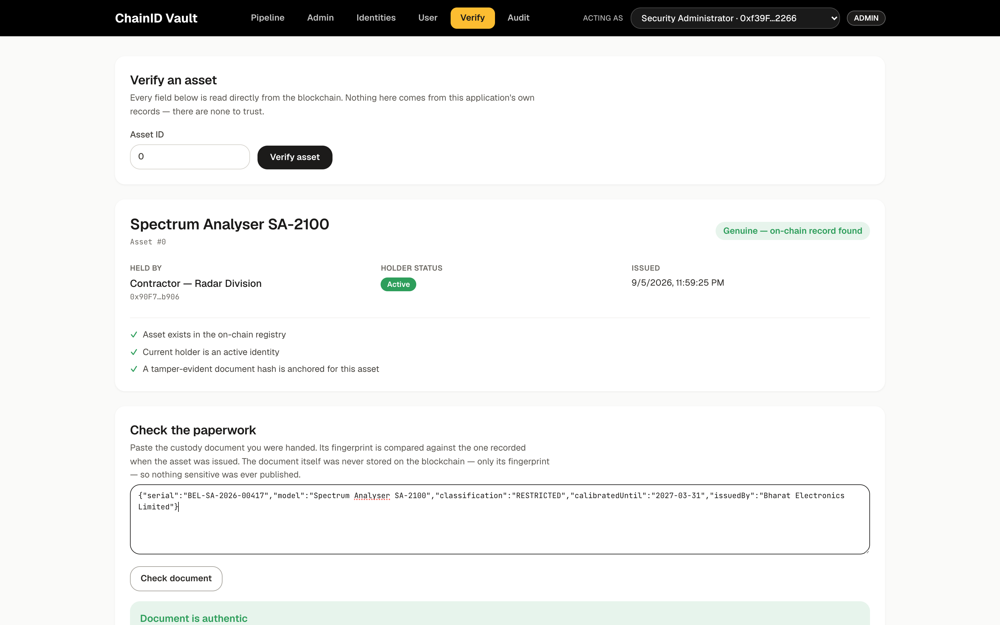 ChainID Vault
Pipeline
Admin
Identities
User
Verify
Audit
ACTING AS
Security Administrator · 0xf39F…2266
ADMIN
Verify an asset
Every field below is read directly from the blockchain. Nothing here comes from this application's own
records — there are none to trust.
Asset ID
0
Verify asset
Spectrum Analyser SA-2100
Asset #0
Genuine — on-chain record found
HELD BY
Contractor — Radar Division
0x90F7…b906
HOLDER STATUS
Active
ISSUED
9/5/2026, 11:59:25 PM
Asset exists in the on-chain registry
Current holder is an active identity
A tamper-evident document hash is anchored for this asset
Check the paperwork
Paste the custody document you were handed. Its fingerprint is compared against the one recorded
when the asset was issued. The document itself was never stored on the blockchain — only its fingerprint
— so nothing sensitive was ever published.
{"serial":"BEL-SA-2026-00417","model":"Spectrum Analyser SA-2100","classification":"RESTRICTED","calibratedUntil":"2027-03-31","issuedBy":"Bharat Electronics
Limited"}
Check document
Document is authentic